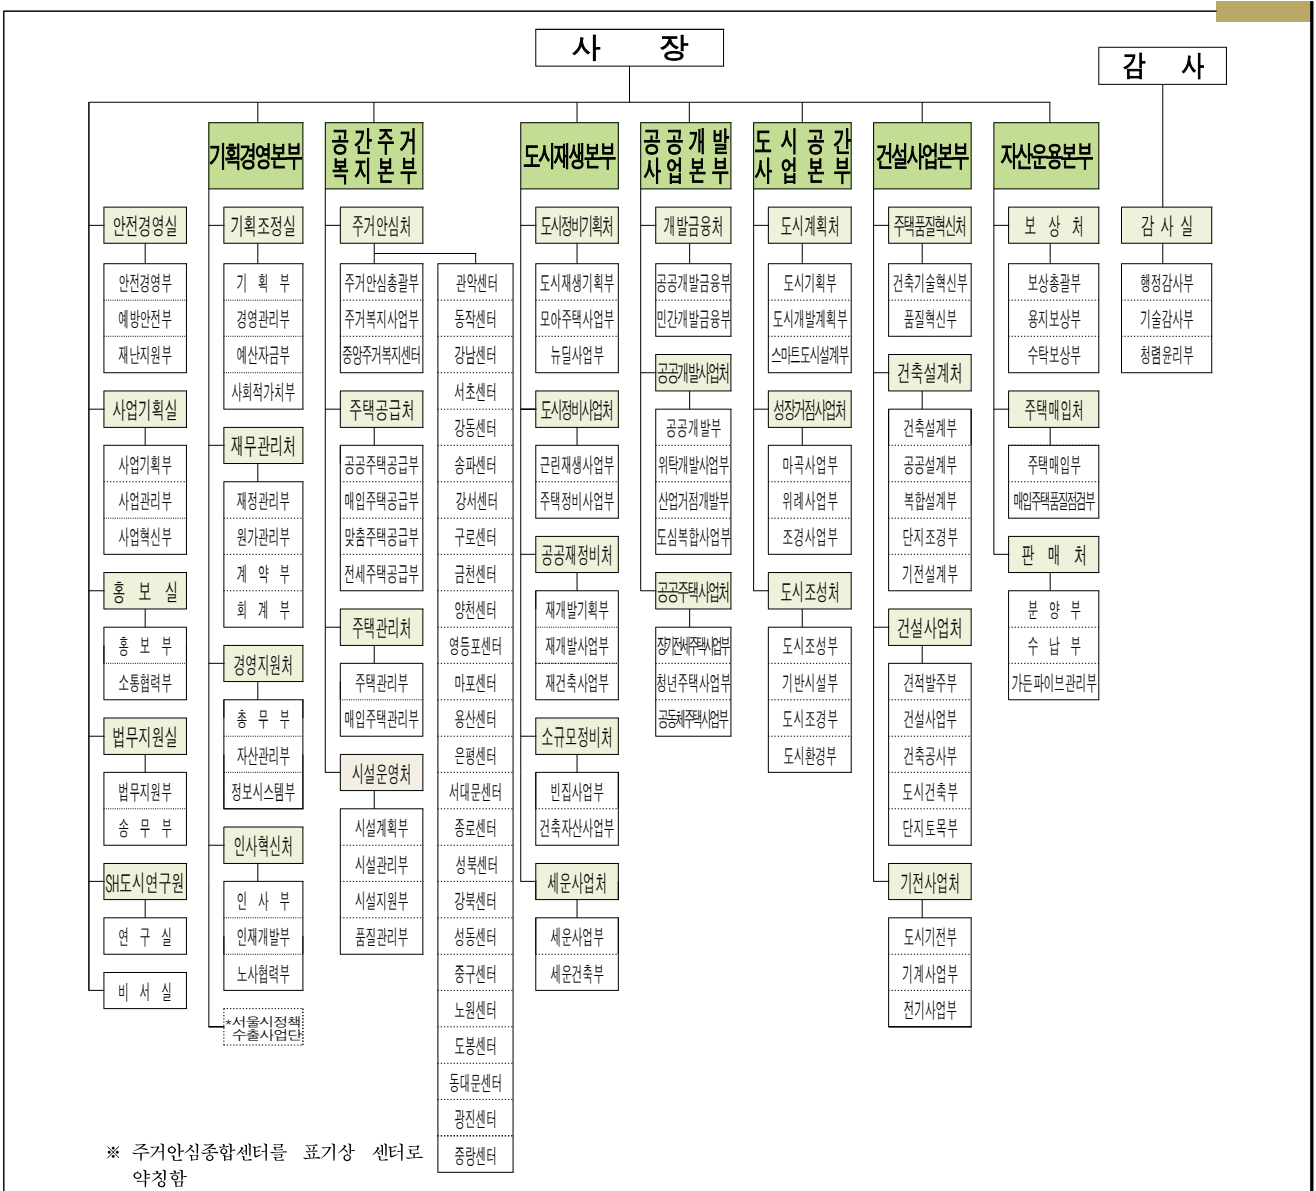 사 장
감 사
안전경영실
안전경영부
예방안전부
재난지원부
사업기획실
사업기획부
사업관리부
사업혁신부
홍 보 실
홍 보 부
소통협력부
법무지원실
법무지원부
송 무 부
SH도시연구원
연 구 실
비 서 실
기획경영본부
기획조정실
기 획 부
경영관리부
예산자금부
사회적가치부
재무관리처
재정관리부
원가관리부
계 약 부
회 계 부
경영지원처
총 무 부
자산관리부
정보시스템부
인사혁신처
인 사 부
인재개발부
노사협력부
*서울시정책
수출사업단
공간주거
복지본부
주거안심처
주거안심총괄부
주거복지사업부
중앙주거복지센터
주택공급처
공공주택공급부
매입주택공급부
맞춤주택공급부
전세주택공급부
주택관리처
주택관리부
매입주택관리부
시설운영처
시설계획부
시설관리부
시설지원부
품질관리부
관악센터
동작센터
강남센터
서초센터
강동센터
송파센터
강서센터
구로센터
금천센터
양천센터
영등포센터
마포센터
용산센터
은평센터
서대문센터
종로센터
성북센터
강북센터
성동센터
중구센터
노원센터
도봉센터
동대문센터
광진센터
중랑센터
도시재생본부
도시정비기획처
도시재생기획부
모아주택사업부
뉴딜사업부
도시정비사업처
근린재생사업부
주택정비사업부
공공재정비처
재개발기획부
재개발사업부
재건축사업부
소규모정비처
빈집사업부
건축자산사업부
세운사업처
세운사업부
세운건축부
공공개발
사업본부
개발금융처
공공개발금융부
민간개발금융부
공공개발사업처
공공개발부
위탁개발사업부
산업거점개발부
도심복합사업부
공공주택사업처
장기전세주택사업부
청년주택사업부
공동체주택사업부
도시공간
사업본부
도시계획처
도시기획부
도시개발계획부
스마트도시설계부
성장거점사업처
마곡사업부
위례사업부
조경사업부
도시조성처
도시조성부
기반시설부
도시조경부
도시환경부
건설사업본부
주택품질혁신처
건축기술혁신부
품질혁신부
건축설계처
건축설계부
공공설계부
복합설계부
단지조경부
기전설계부
건설사업처
견적발주부
건설사업부
건축공사부
도시건축부
단지토목부
기전사업처
도시기전부
기계사업부
전기사업부
자산운용본부
보 상 처
보상총괄부
용지보상부
수탁보상부
주택매입처
주택매입부
매입주택품질점검부
판 매 처
분 양 부
수 납 부
가든파이브관리부
감 사 실
행정감사부
기술감사부
청렴윤리부
※ 주거안심종합센터를 표기상 센터로
약칭함